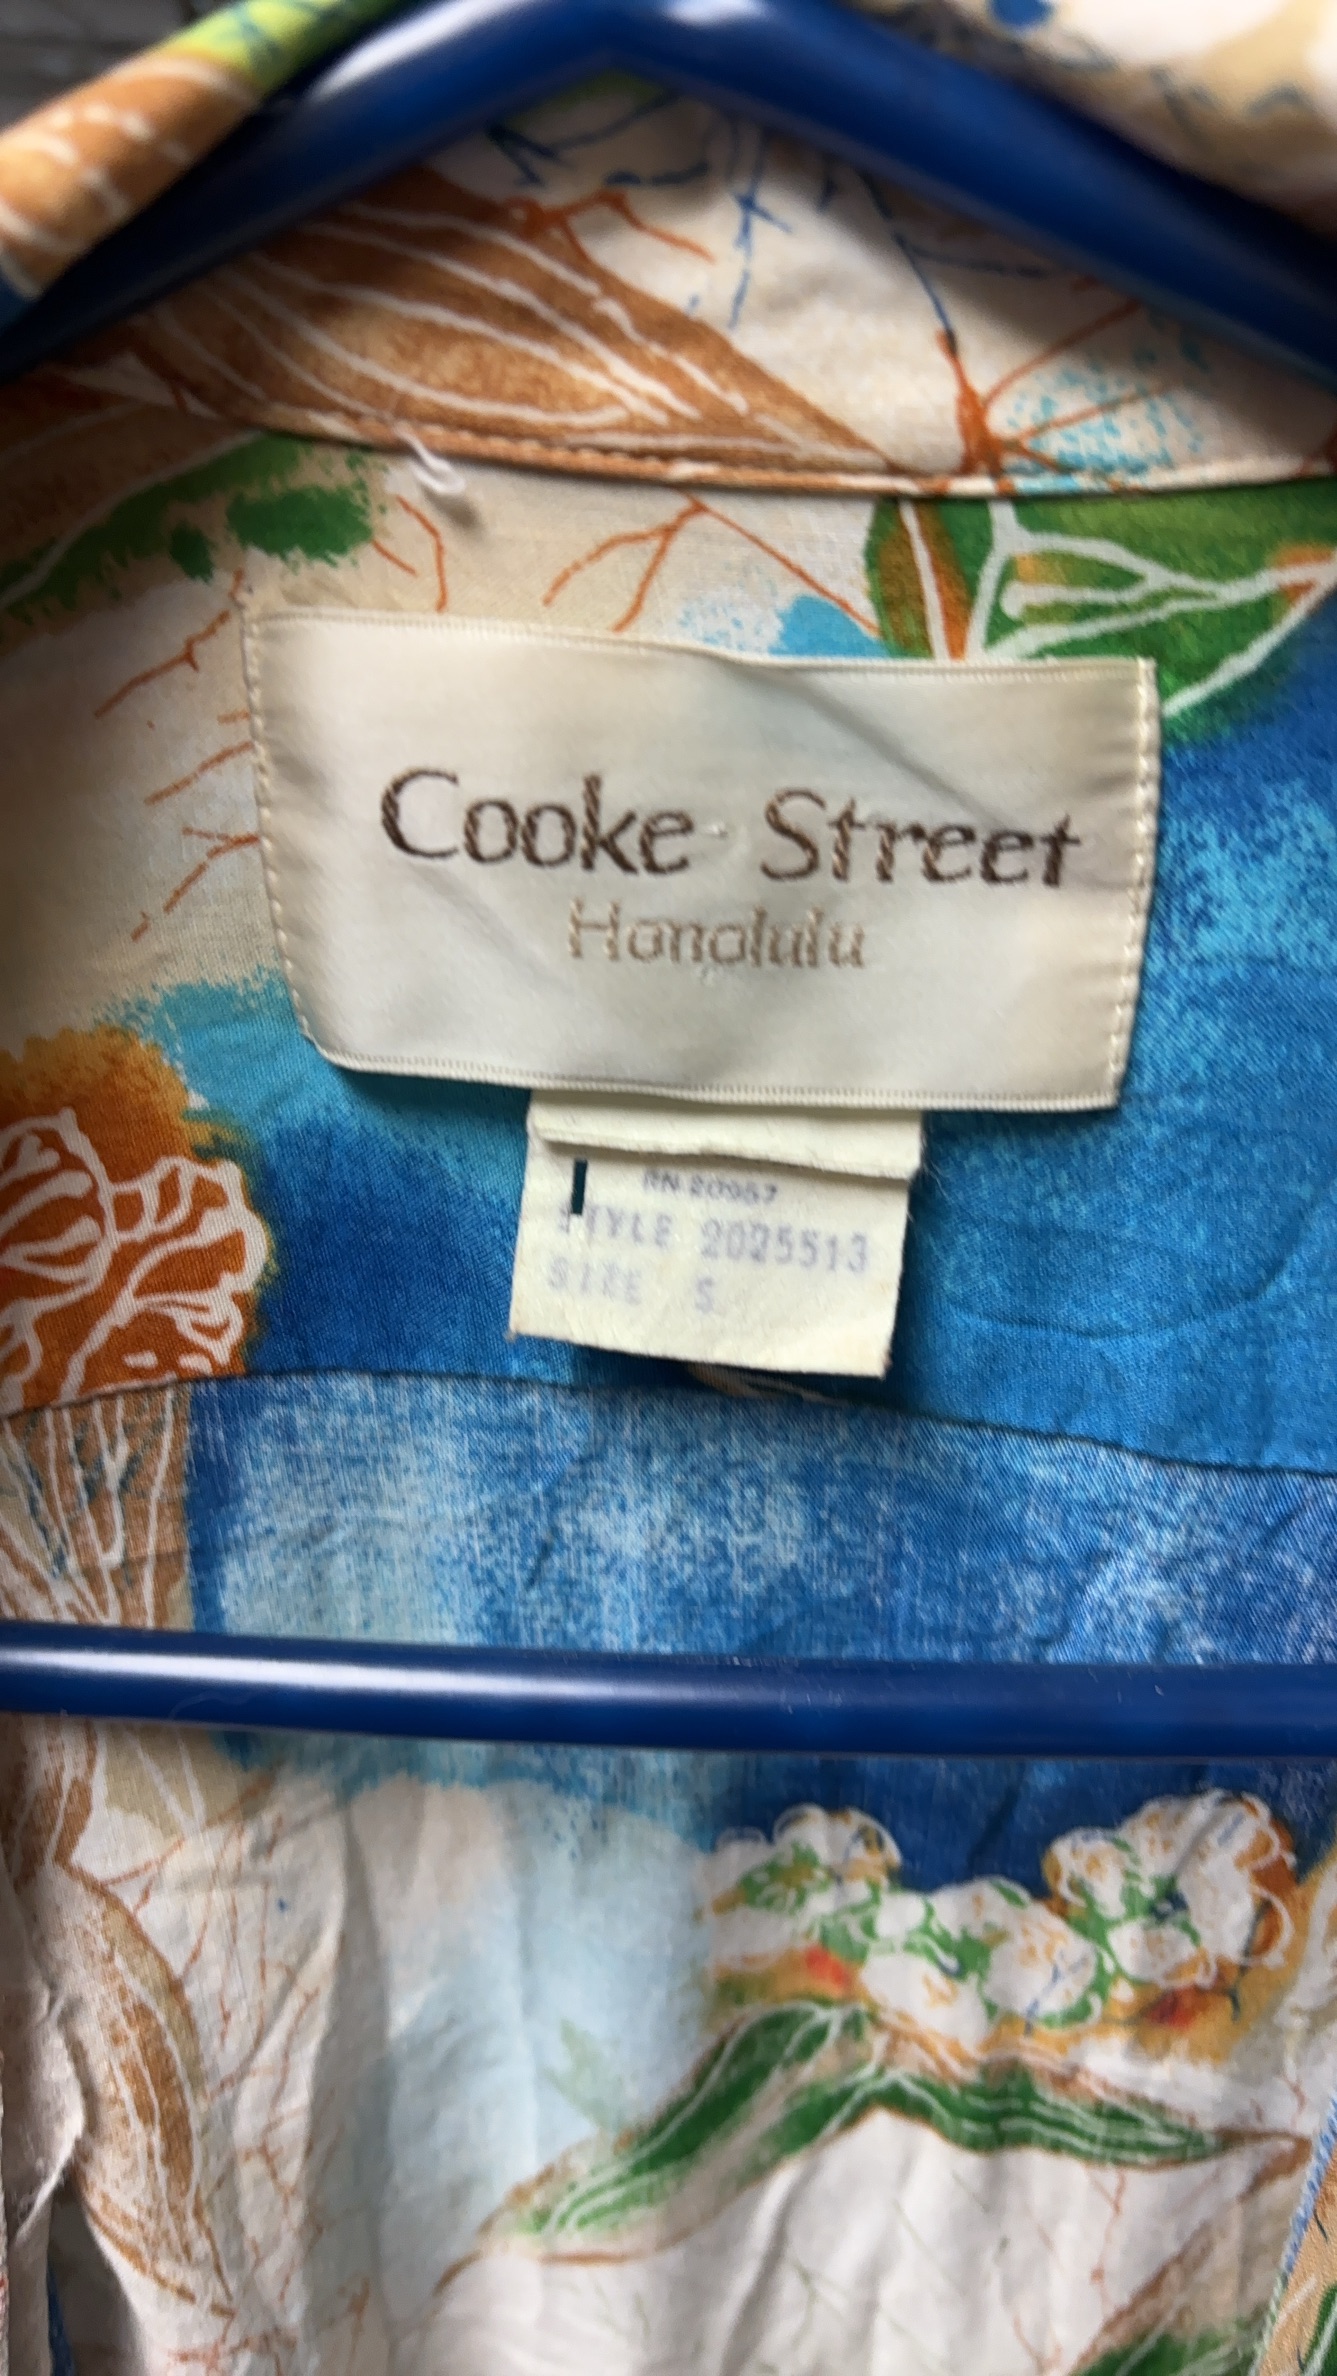 Cooke Street
Honolulu
RN 20957
STYLE 2025513
SIZE S